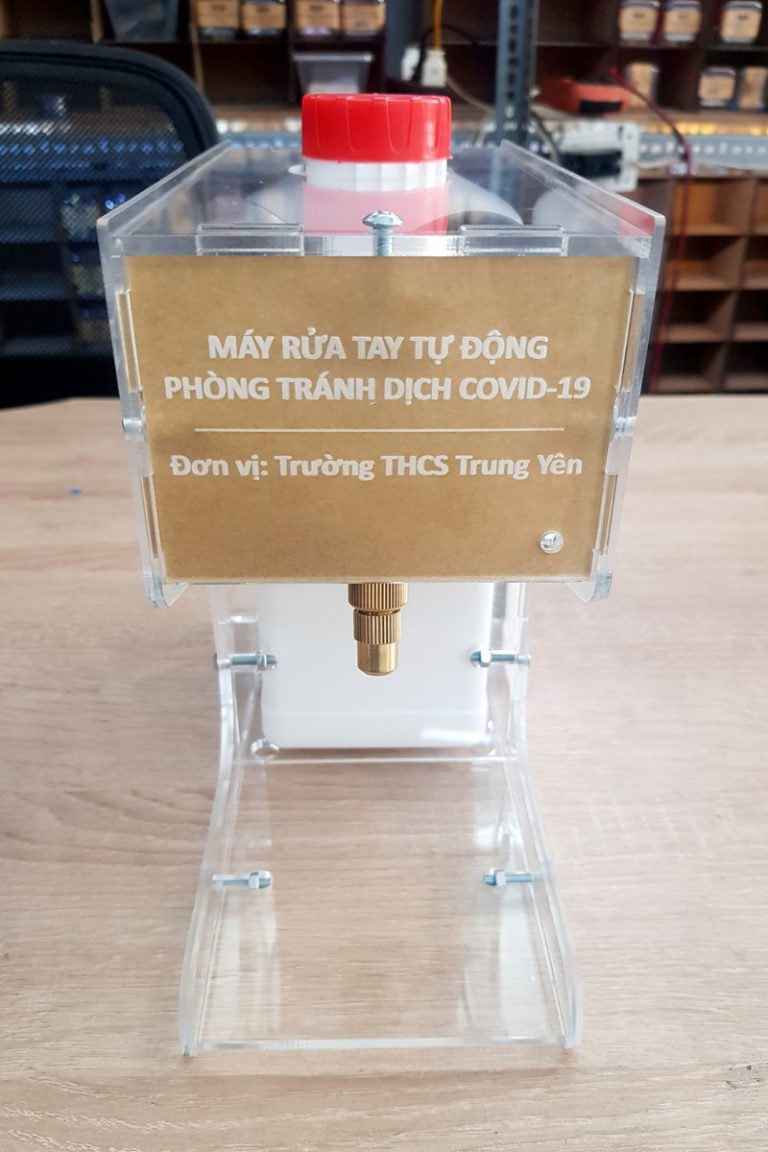 MÁY RỬA TAY TỰ ĐỘNG
PHÒNG TRÁNH DỊCH COVID-19
Đơn vị: Trường THCS Trung Yên